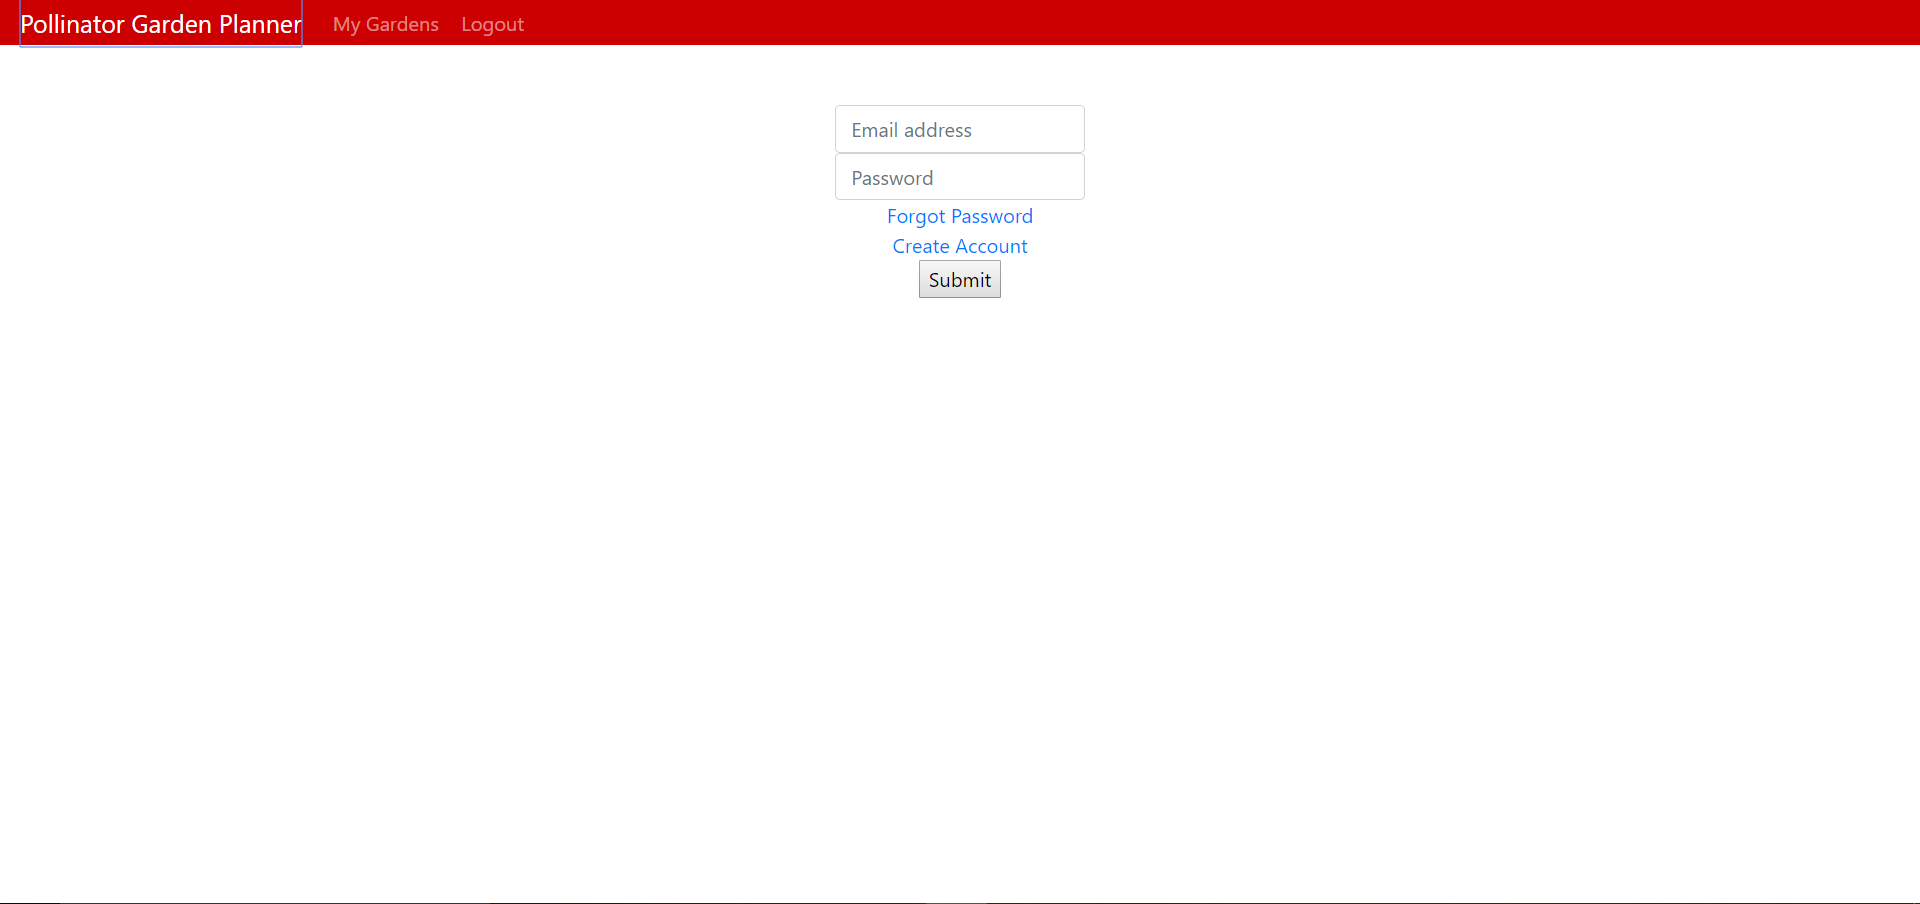 Pollinator Garden Planner My Gardens Logout
Email address
Password
Forgot Password
Create Account
Submit